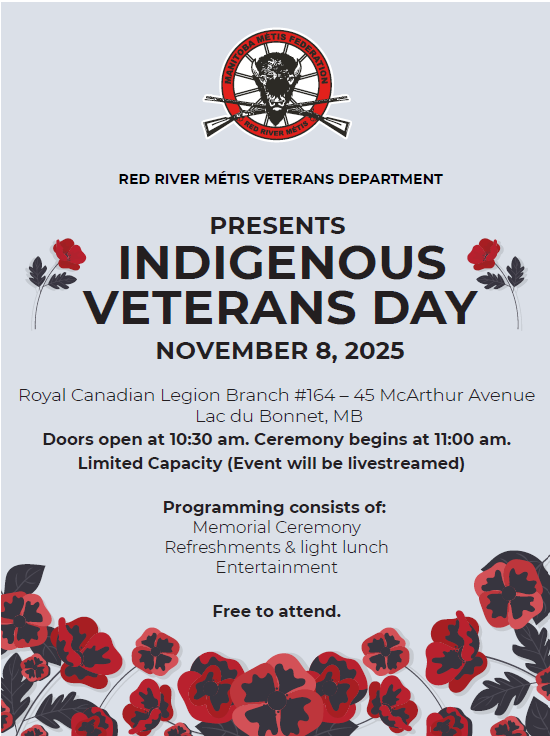 MANITOBA MÉTIS FEDERATION
RED RIVER MÉTIS
RED RIVER MÉTIS VETERANS DEPARTMENT
PRESENTS
INDIGENOUS
VETERANS DAY
NOVEMBER 8, 2025
Royal Canadian Legion Branch #164 – 45 McArthur Avenue
Lac du Bonnet, MB
Doors open at 10:30 am. Ceremony begins at 11:00 am.
Limited Capacity (Event will be livestreamed)
Programming consists of:
Memorial Ceremony
Refreshments & light lunch
Entertainment
Free to attend.